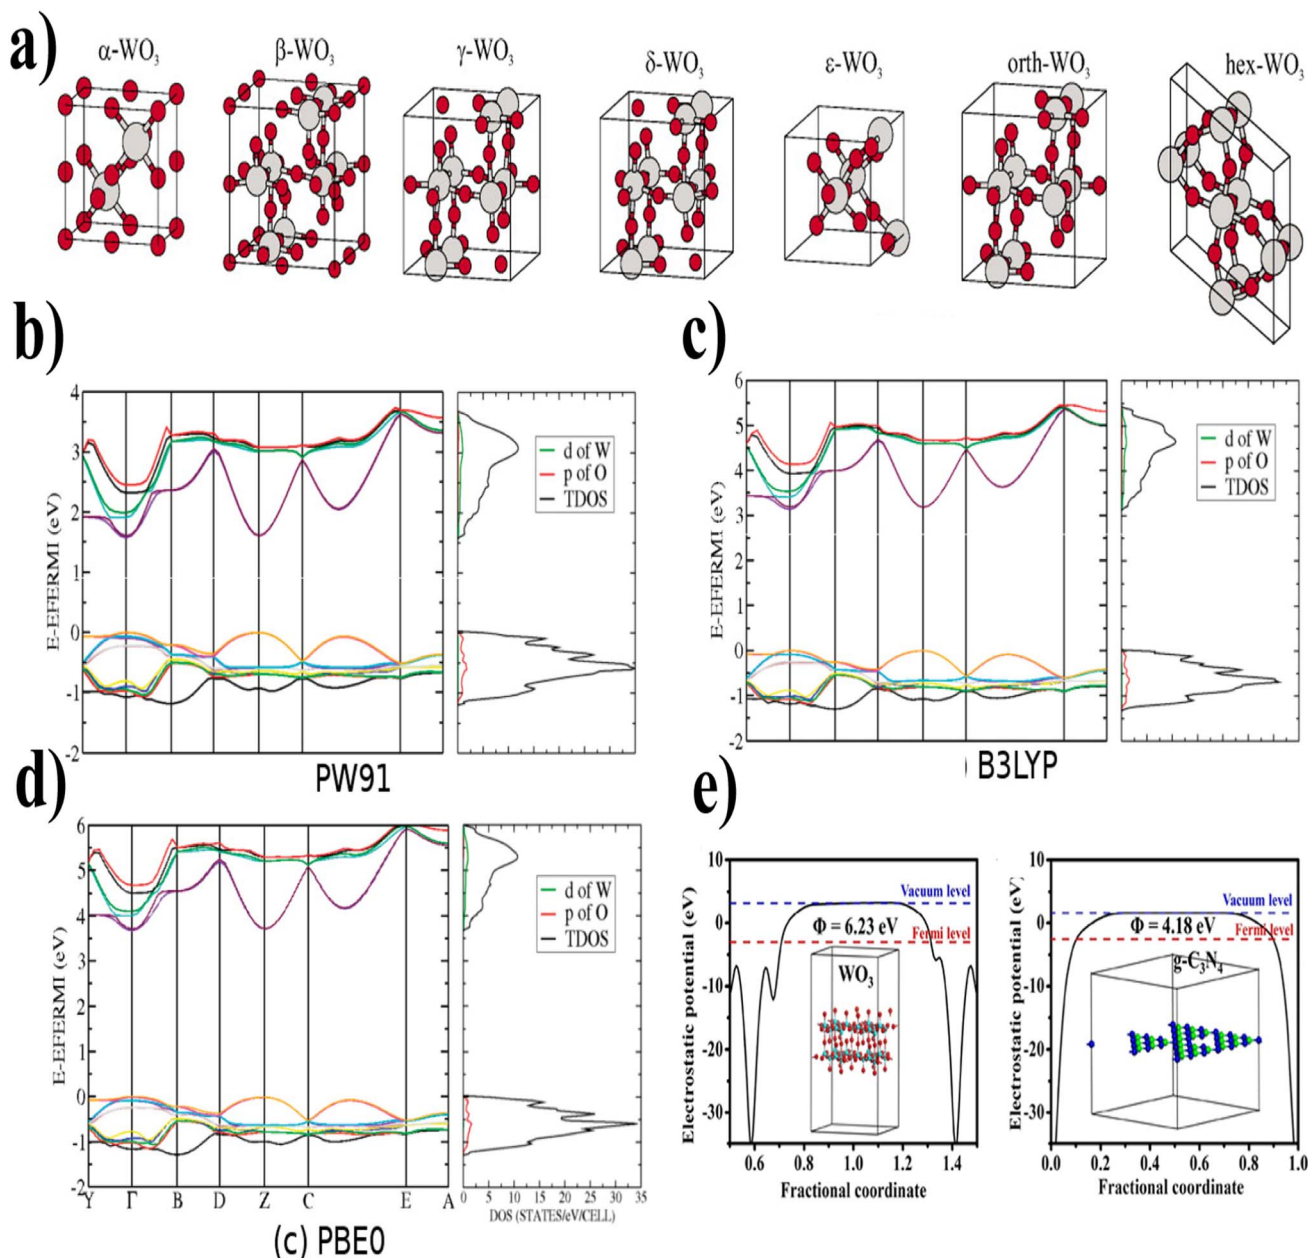 a)
α-WO₃ β-WO₃ γ-WO₃ δ-WO₃ ε-WO₃ orth-WO₃ hex-WO₃
b)
4
3
2
1
0
-1
-2
E-EFERMI (eV)
d of W
p of O
TDOS
PW91
c)
6
5
4
3
2
1
0
-1
-2
E-EFERMI (eV)
d of W
p of O
TDOS
) B3LYP
d)
6
5
4
3
2
1
0
-1
-2
E-EFERMI (eV)
Y Γ B D Z C E A
d of W
p of O
TDOS
0 5 10 15 20 25 30 35
DOS (STATES/eV/CELL)
(c) PBE0
e)
10
0
-10
-20
-30
Electrostatic potential (eV)
Vacuum level
Φ = 6.23 eV
Fermi level
WO₃
0.6 0.8 1.0 1.2 1.4
Fractional coordinate
10
0
-10
-20
-30
Electrostatic potential (eV)
Vacuum level
Φ = 4.18 eV
Fermi level
g-C₃N₄
0.0 0.2 0.4 0.6 0.8 1.0
Fractional coordinate